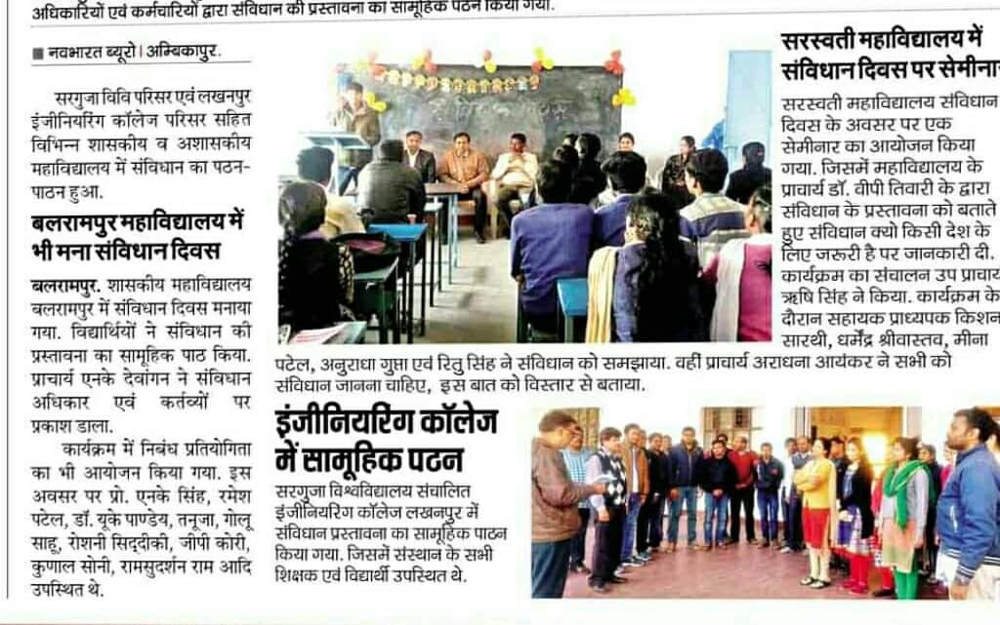 अधिकारियों एवं कर्मचारियों द्वारा संविधान की प्रस्तावना का सामूहिक पठन किया गया.
■ नवभारत ब्यूरो। अम्बिकापुर.
सरगुजा विवि परिसर एवं लखनपुर
इंजीनियरिंग कॉलेज परिसर सहित
विभिन्न शासकीय व अशासकीय
महाविद्यालय में संविधान का पठन-
पाठन हुआ.
बलरामपुर महाविद्यालय में
भी मना संविधान दिवस
बलरामपुर. शासकीय महाविद्यालय
बलरामपुर में संविधान दिवस मनाया
गया. विद्यार्थियों ने संविधान की
प्रस्तावना का सामूहिक पाठ किया.
प्राचार्य एनके देवांगन ने संविधान
अधिकार एवं कर्तव्यों पर
प्रकाश डाला.
कार्यक्रम में निबंध प्रतियोगिता
का भी आयोजन किया गया. इस
अवसर पर प्रो. एनके सिंह, रमेश
पटेल, डॉ. यूके पाण्डेय, तनूजा, गोलू
साहू, रोशनी सिद्दीकी, जीपी कोरी,
कुणाल सोनी, रामसुदर्शन राम आदि
उपस्थित थे.
सरस्वती महाविद्यालय में
संविधान दिवस पर सेमीनार
सरस्वती महाविद्यालय संविधान
दिवस के अवसर पर एक
सेमीनार का आयोजन किया
गया. जिसमें महाविद्यालय के
प्राचार्य डॉ. वीपी तिवारी के द्वारा
संविधान के प्रस्तावना को बताते
हुए संविधान क्यो किसी देश के
लिए जरूरी है पर जानकारी दी.
कार्यक्रम का संचालन उप प्राचार्य
ऋषि सिंह ने किया. कार्यक्रम के
दौरान सहायक प्राध्यपक किशन
सारथी, धर्मेंद्र श्रीवास्तव, मीना
पटेल, अनुराधा गुप्ता एवं रितु सिंह ने संविधान को समझाया. वहीं प्राचार्य अराधना आयंकर ने सभी को
संविधान जानना चाहिए, इस बात को विस्तार से बताया.
इंजीनियरिंग कॉलेज
में सामूहिक पठन
सरगुजा विश्वविद्यालय संचालित
इंजीनियरिंग कॉलेज लखनपुर में
संविधान प्रस्तावना का सामूहिक पाठन
किया गया. जिसमें संस्थान के सभी
शिक्षक एवं विद्यार्थी उपस्थित थे.